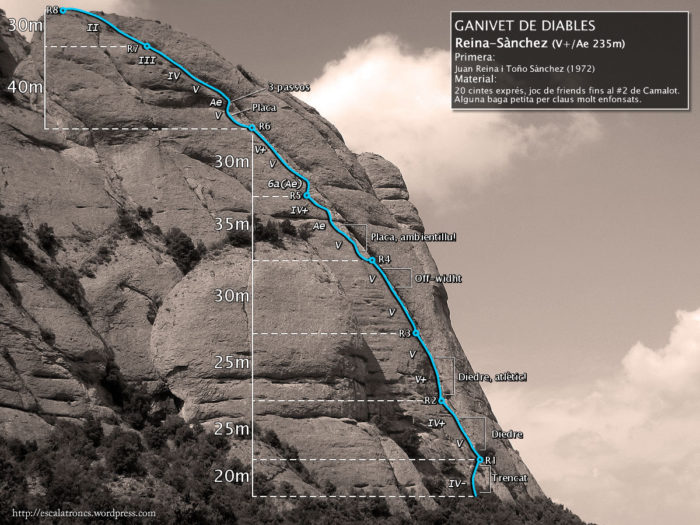 GANIVET DE DIABLES
Reina-Sànchez (V+/Ae 235m)
Primera:
Juan Reina i Toño Sànchez (1972)
Material:
20 cintes exprés, joc de friends fins al #2 de Camalot.
Alguna baga petita per claus molt enfonsats.
R8
30m
II
R7
III
IV
40m
V
3 passos
Ae
Placa
V
R6
V+
30m
V
6a(Ae)
R5
IV+
35m
Ae
Placa, ambientillu!
V
R4
V
Off-widht
30m
V
R3
V
25m
Diedre, atlètic!
V+
R2
IV+
25m
Diedre
V
R1
20m
Trencat
IV-
http://escalatroncs.wordpress.com